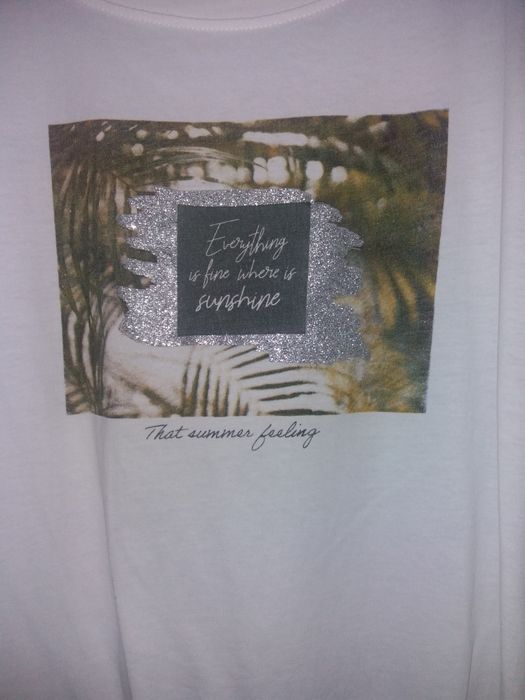 Everything
is fine where is
sunshine
That summer feeling